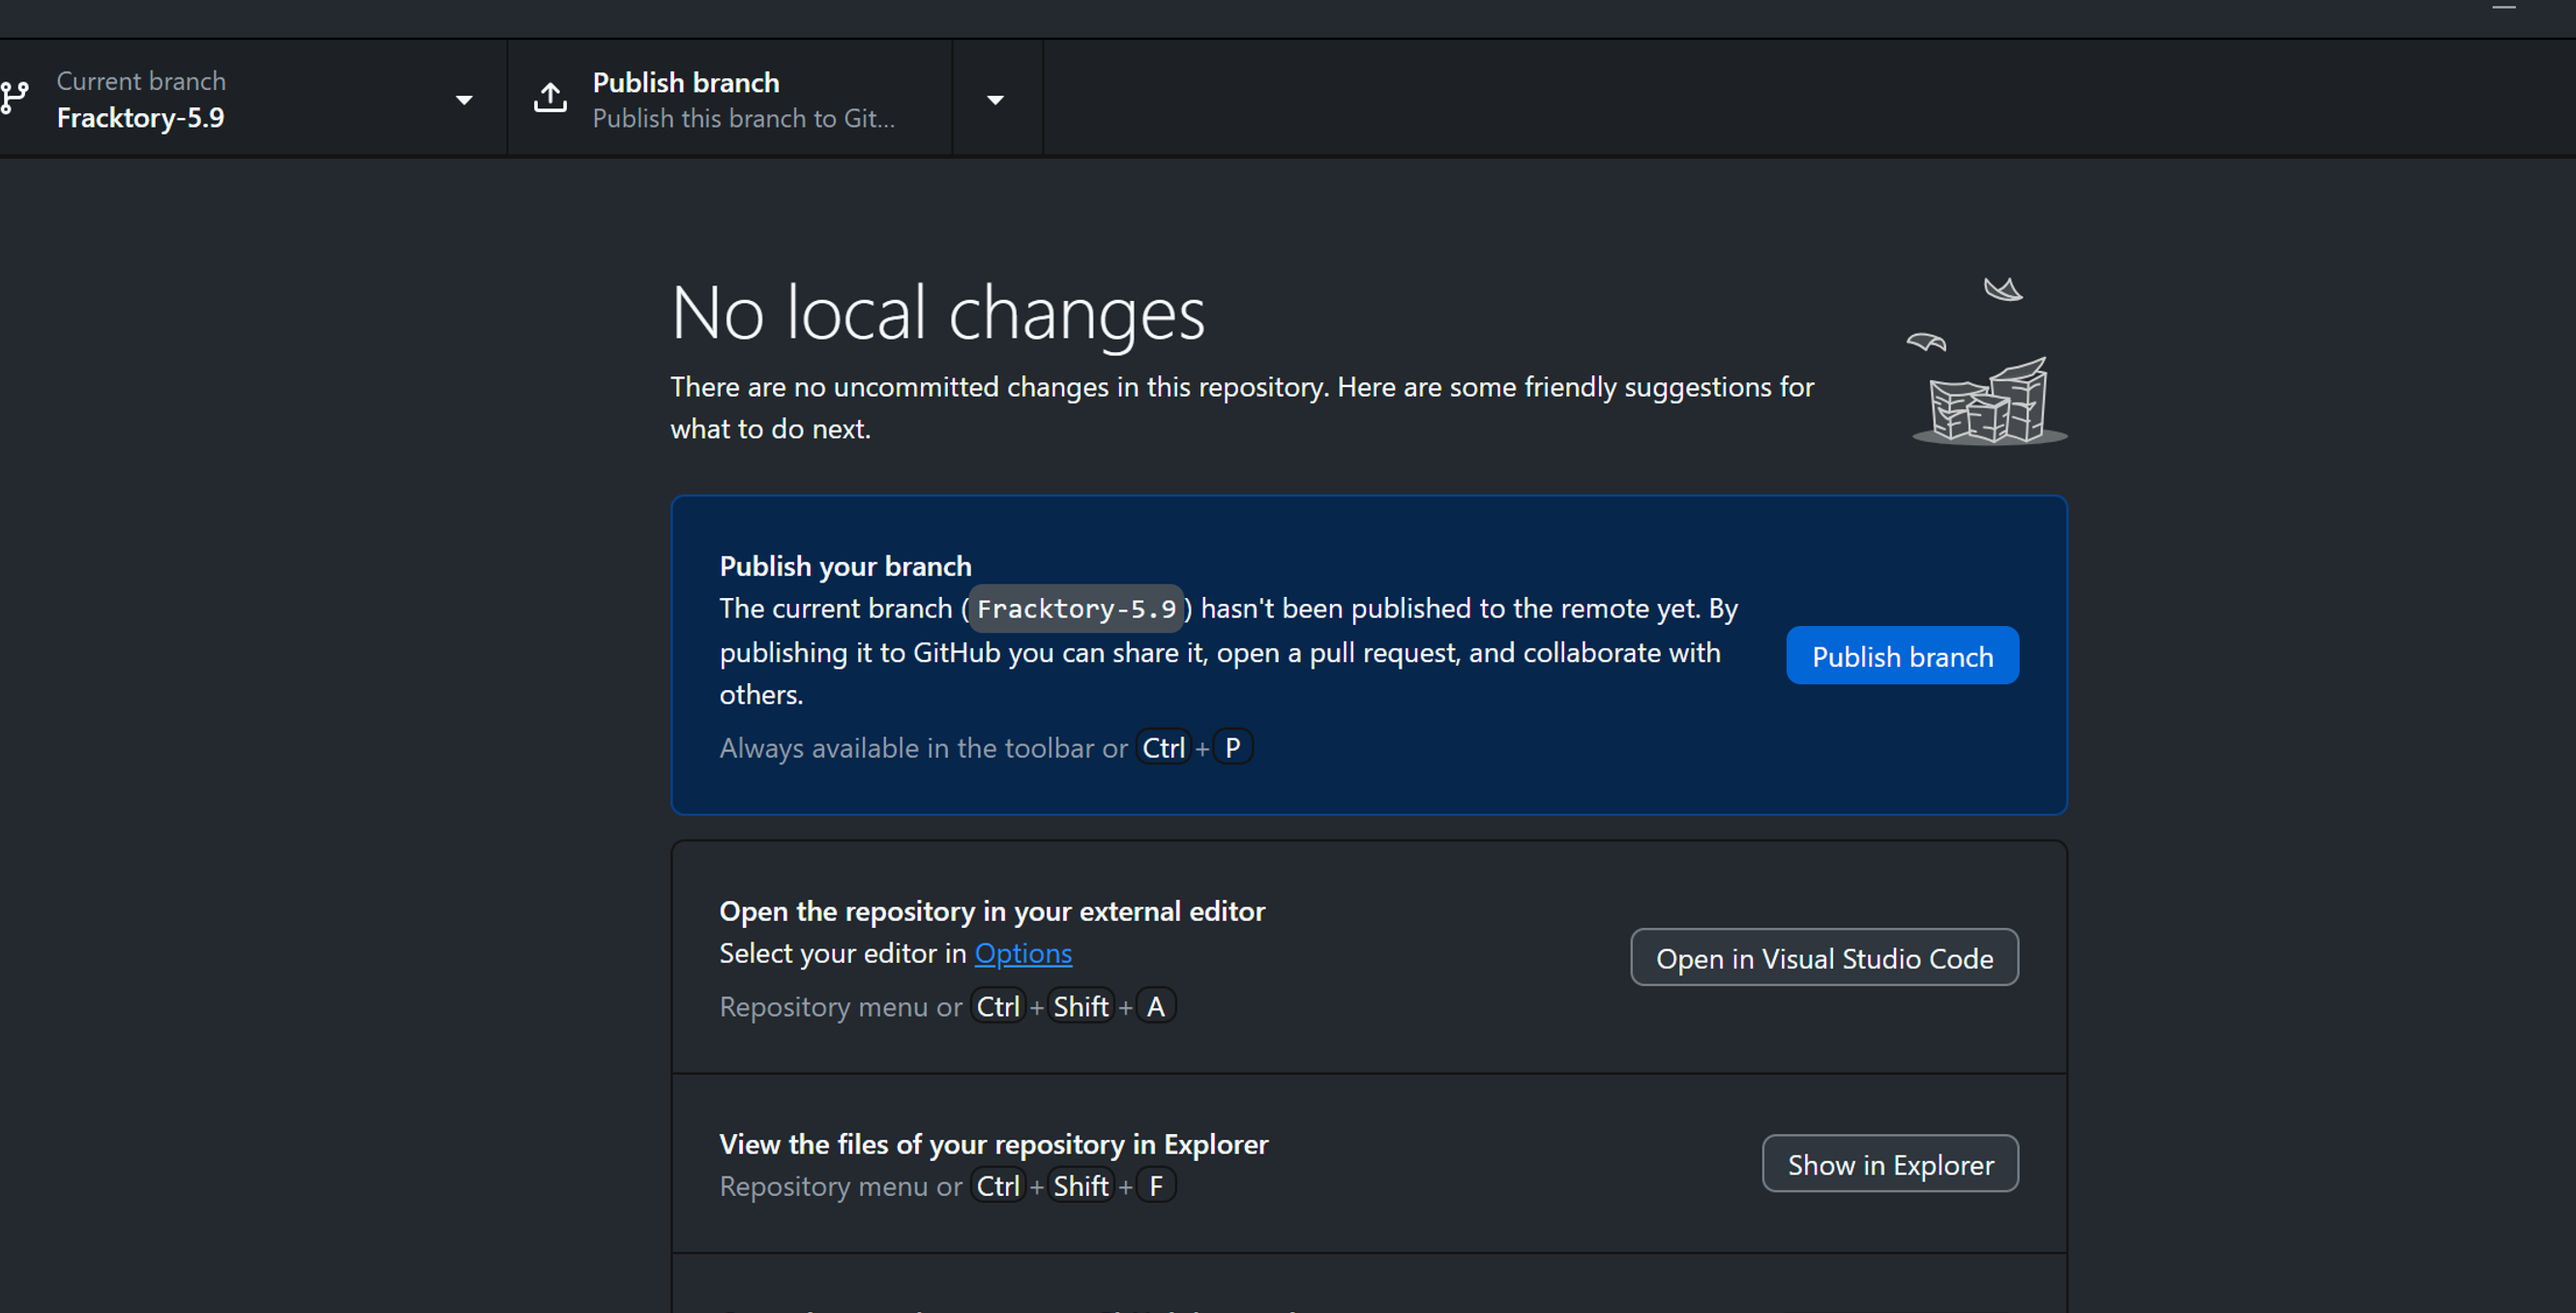 Current branch
Fracktory-5.9
Publish branch
Publish this branch to Git...
No local changes
There are no uncommitted changes in this repository. Here are some friendly suggestions for
what to do next.
Publish your branch
The current branch (Fracktory-5.9) hasn't been published to the remote yet. By
publishing it to GitHub you can share it, open a pull request, and collaborate with
others.
Always available in the toolbar or Ctrl + P
Publish branch
Open the repository in your external editor
Select your editor in Options
Repository menu or Ctrl + Shift + A
Open in Visual Studio Code
View the files of your repository in Explorer
Repository menu or Ctrl + Shift + F
Show in Explorer